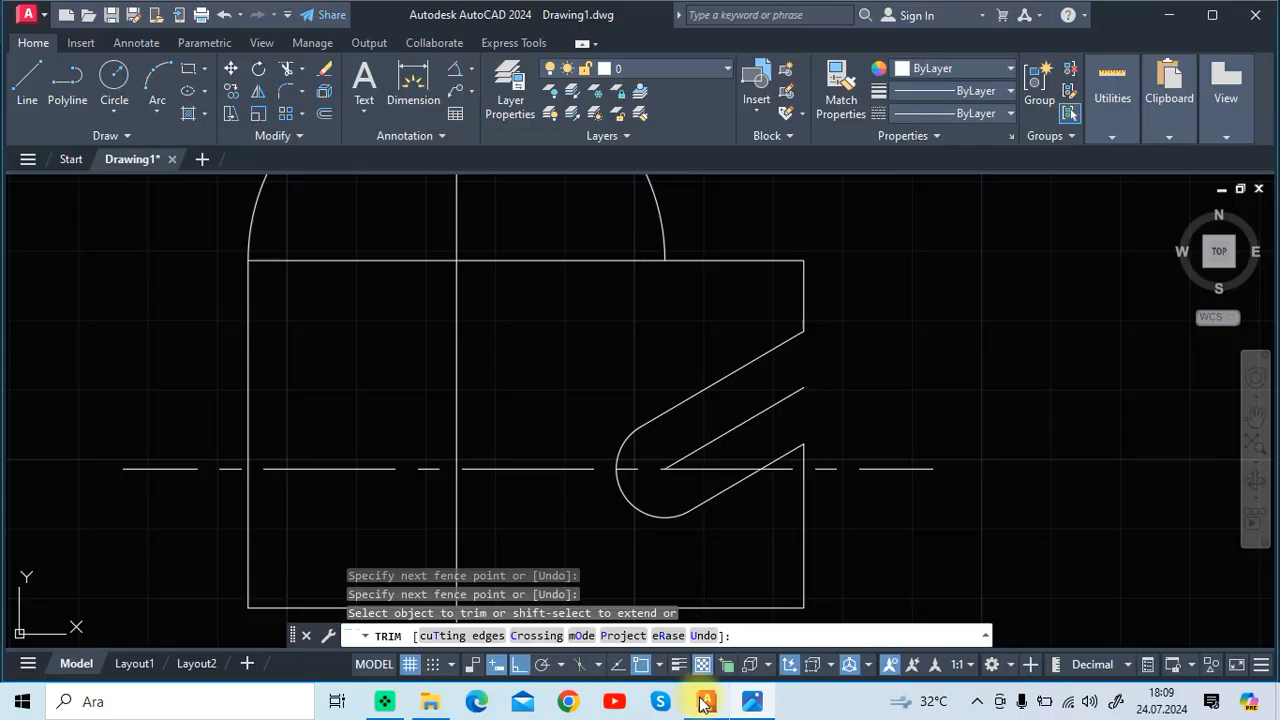 Share
Autodesk AutoCAD 2024 Drawing1.dwg
Type a keyword or phrase
Sign In
Home Insert Annotate Parametric View Manage Output Collaborate Express Tools
Line Polyline Circle Arc
Text Dimension
Layer Properties
0
Insert
Match Properties
ByLayer
ByLayer
ByLayer
Group
Utilities
Clipboard
View
Draw Modify Annotation Layers Block Properties Groups
Start Drawing1*
N
W TOP E
S
WCS
Y
X
Specify next fence point or [Undo]:
Specify next fence point or [Undo]:
Select object to trim or shift-select to extend or
TRIM [cuTting edges Crossing mOde Project eRase Undo]:
Model Layout1 Layout2
MODEL
1:1
Decimal
Ara
32°C
18:09
24.07.2024
PRE